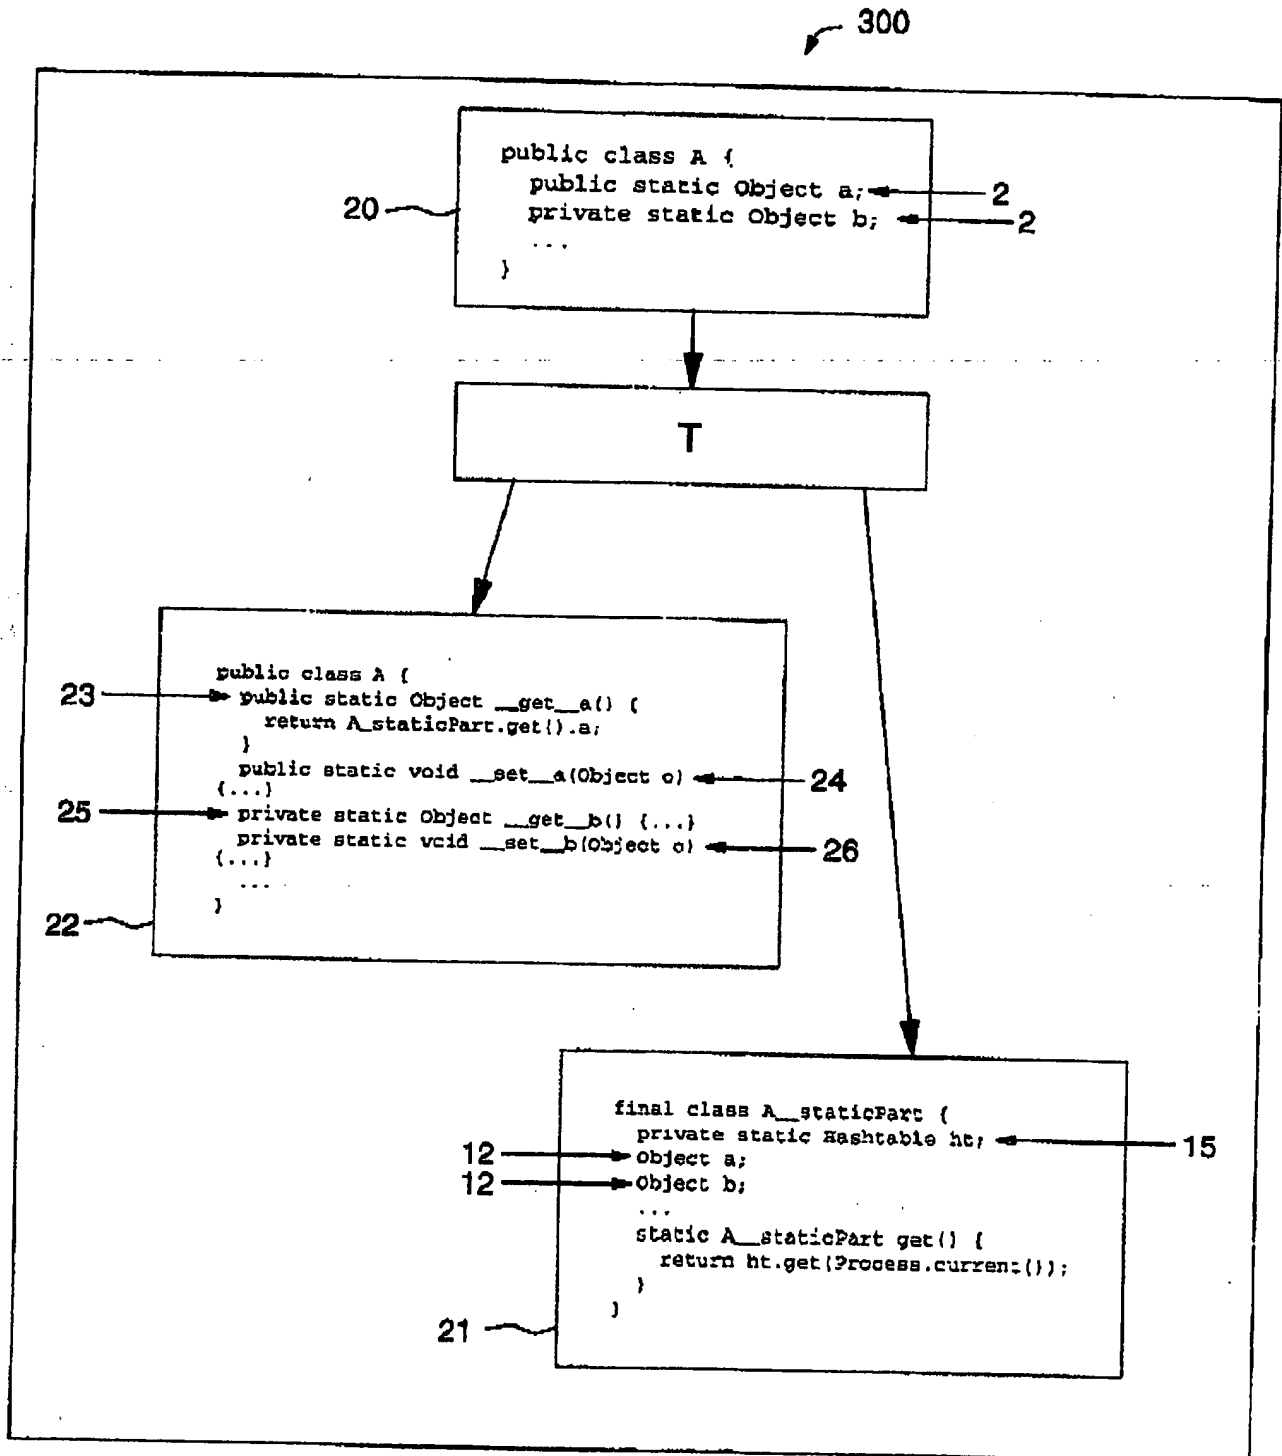 300
public class A {
public static Object a; 2
20 private static Object b; 2
...
}
T
public class A {
23 public static Object __get__a() {
return A_staticPart.get().a;
}
public static void __set__a(Object o) 24
{...}
25 private static Object __get__b() {...}
private static void __set__b(Object o) 26
{...}
...
}
22
final class A__staticPart {
private static Hashtable ht; 15
12 Object a;
12 Object b;
...
static A__staticPart get() {
return ht.get(Process.current());
}
}
21